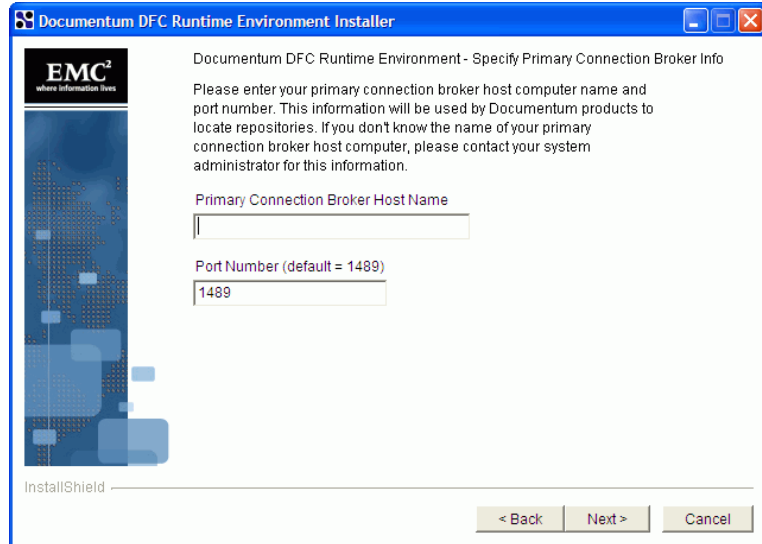 Documentum DFC Runtime Environment Installer
EMC²
where information lives
Documentum DFC Runtime Environment - Specify Primary Connection Broker Info
Please enter your primary connection broker host computer name and
port number. This information will be used by Documentum products to
locate repositories. If you don't know the name of your primary
connection broker host computer, please contact your system
administrator for this information.
Primary Connection Broker Host Name
Port Number (default = 1489)
1489
InstallShield
< Back
Next >
Cancel